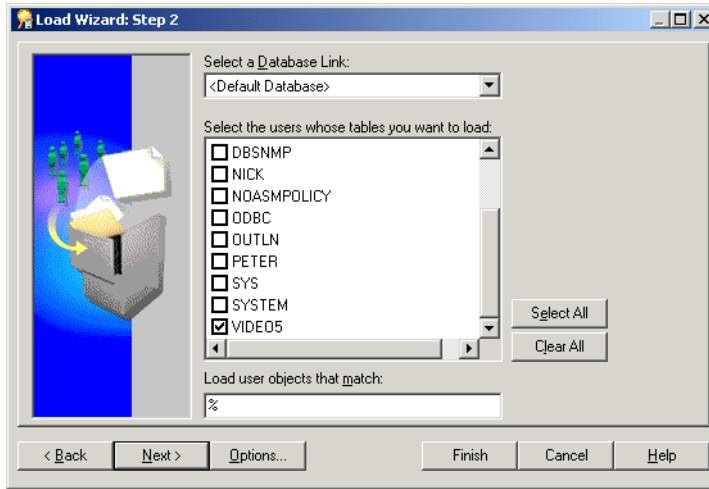 Load Wizard: Step 2
Select a Database Link:
<Default Database>
Select the users whose tables you want to load:
DBSNMP
NICK
NOASMPOLICY
ODBC
OUTLN
PETER
SYS
SYSTEM
VIDEO5
Select All
Clear All
Load user objects that match:
%
< Back Next > Options... Finish Cancel Help